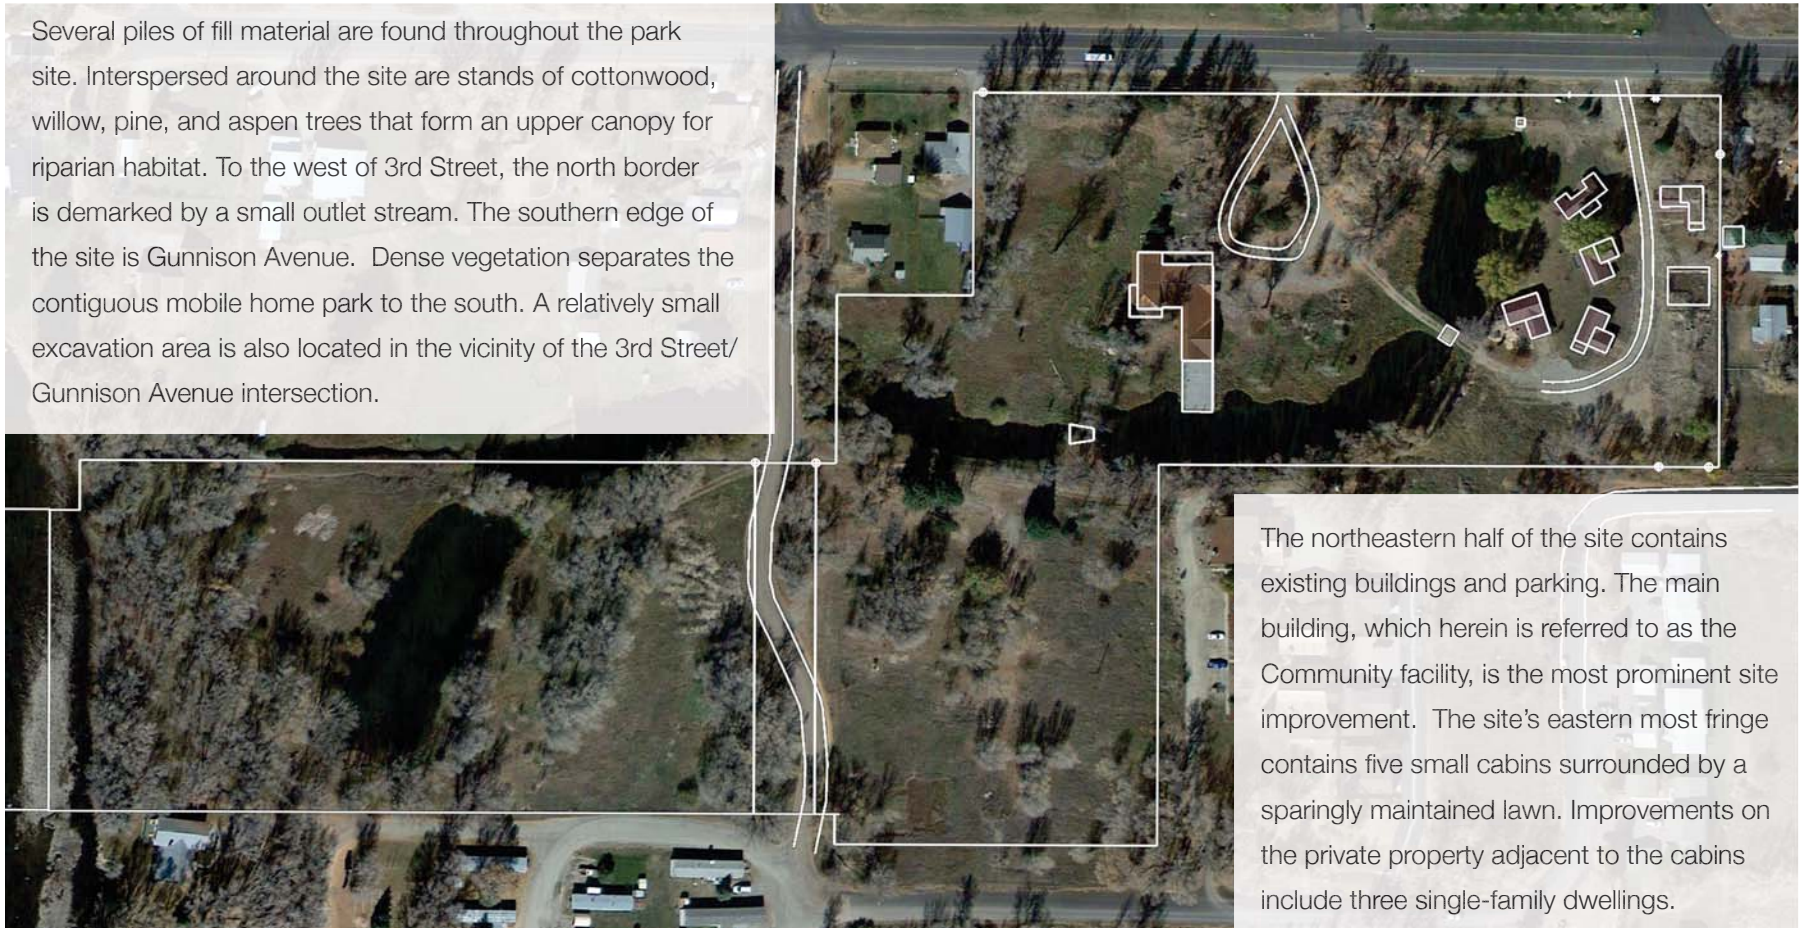 Several piles of fill material are found throughout the park
site. Interspersed around the site are stands of cottonwood,
willow, pine, and aspen trees that form an upper canopy for
riparian habitat. To the west of 3rd Street, the north border
is demarked by a small outlet stream. The southern edge of
the site is Gunnison Avenue.  Dense vegetation separates the
contiguous mobile home park to the south. A relatively small
excavation area is also located in the vicinity of the 3rd Street/
Gunnison Avenue intersection.
The northeastern half of the site contains
existing buildings and parking. The main
building, which herein is referred to as the
Community facility, is the most prominent site
improvement.  The site’s eastern most fringe
contains five small cabins surrounded by a
sparingly maintained lawn. Improvements on
the private property adjacent to the cabins
include three single-family dwellings.